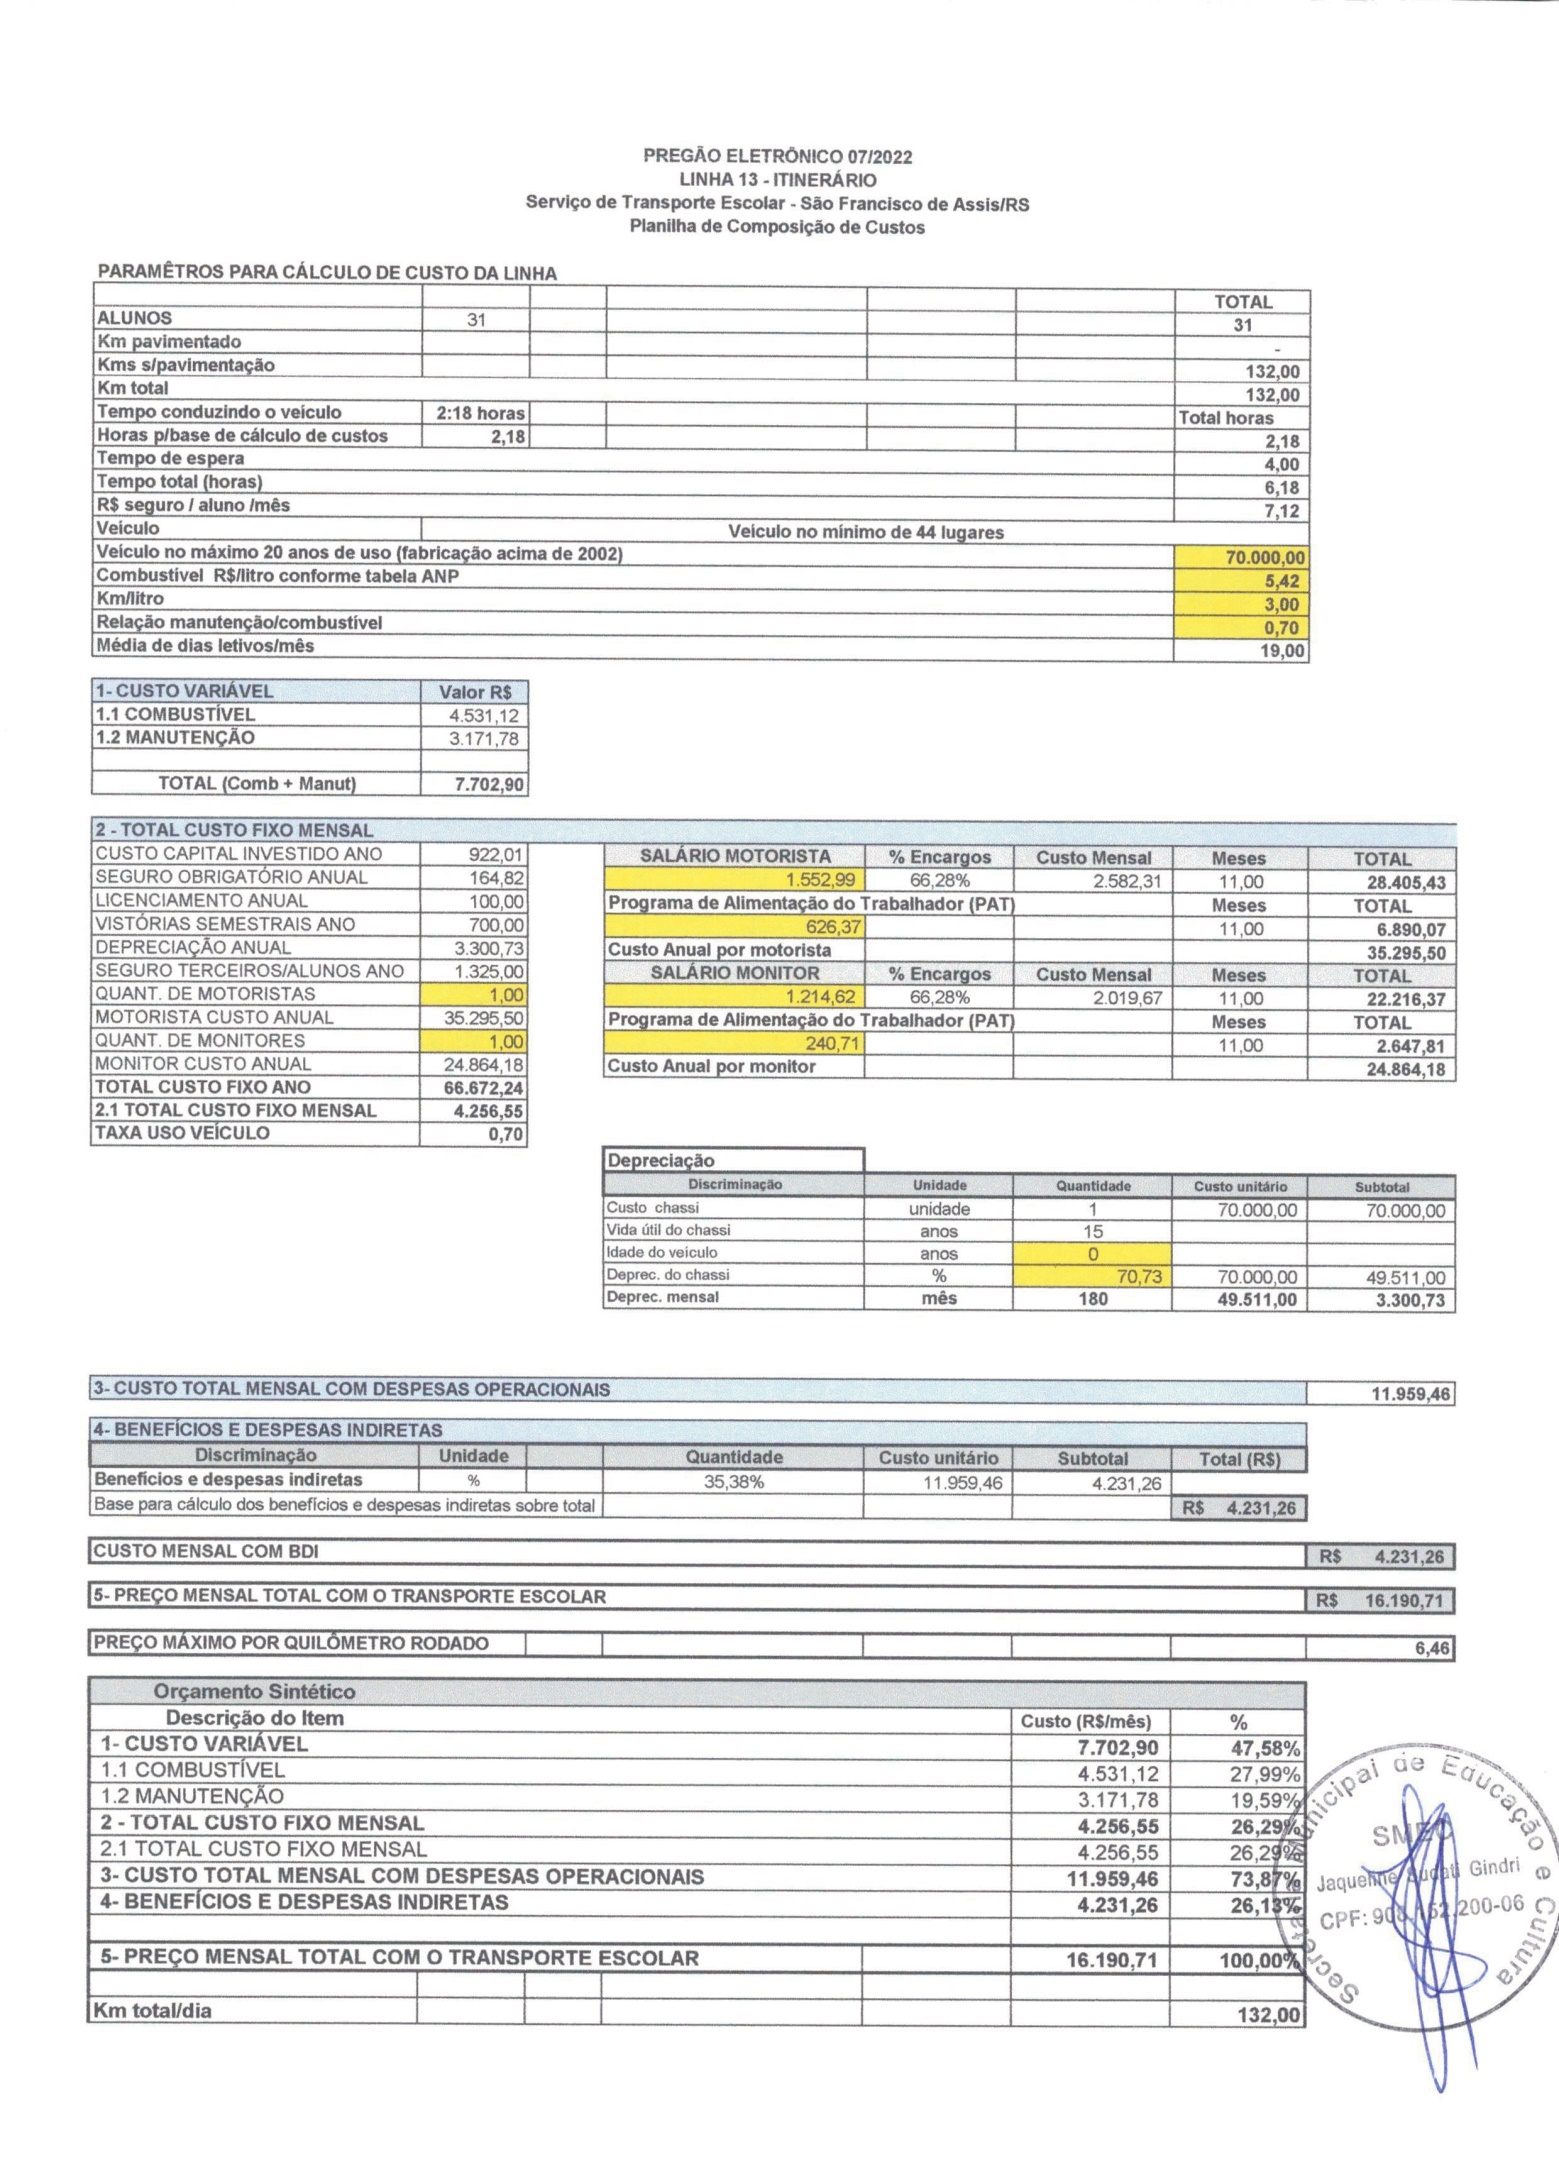 PREGÃO ELETRÔNICO 07/2022
LINHA 13 - ITINERÁRIO
Serviço de Transporte Escolar - São Francisco de Assis/RS
Planilha de Composição de Custos
PARAMÊTROS PARA CÁLCULO DE CUSTO DA LINHA
TOTAL
ALUNOS 31 31
Km pavimentado -
Kms s/pavimentação 132,00
Km total 132,00
Tempo conduzindo o veículo 2:18 horas Total horas
Horas p/base de cálculo de custos 2,18 2,18
Tempo de espera 4,00
Tempo total (horas) 6,18
R$ seguro / aluno /mês 7,12
Veículo Veículo no mínimo de 44 lugares
Veículo no máximo 20 anos de uso (fabricação acima de 2002) 70.000,00
Combustível R$/litro conforme tabela ANP 5,42
Km/litro 3,00
Relação manutenção/combustível 0,70
Média de dias letivos/mês 19,00
1- CUSTO VARIÁVEL Valor R$
1.1 COMBUSTÍVEL 4.531,12
1.2 MANUTENÇÃO 3.171,78
TOTAL (Comb + Manut) 7.702,90
2 - TOTAL CUSTO FIXO MENSAL
CUSTO CAPITAL INVESTIDO ANO 922,01
SEGURO OBRIGATÓRIO ANUAL 164,82
LICENCIAMENTO ANUAL 100,00
VISTÓRIAS SEMESTRAIS ANO 700,00
DEPRECIAÇÃO ANUAL 3.300,73
SEGURO TERCEIROS/ALUNOS ANO 1.325,00
QUANT. DE MOTORISTAS 1,00
MOTORISTA CUSTO ANUAL 35.295,50
QUANT. DE MONITORES 1,00
MONITOR CUSTO ANUAL 24.864,18
TOTAL CUSTO FIXO ANO 66.672,24
2.1 TOTAL CUSTO FIXO MENSAL 4.256,55
TAXA USO VEÍCULO 0,70
SALÁRIO MOTORISTA % Encargos Custo Mensal Meses TOTAL
1.552,99 66,28% 2.582,31 11,00 28.405,43
Programa de Alimentação do Trabalhador (PAT) Meses TOTAL
626,37 11,00 6.890,07
Custo Anual por motorista 35.295,50
SALÁRIO MONITOR % Encargos Custo Mensal Meses TOTAL
1.214,62 66,28% 2.019,67 11,00 22.216,37
Programa de Alimentação do Trabalhador (PAT) Meses TOTAL
240,71 11,00 2.647,81
Custo Anual por monitor 24.864,18
Depreciação
Discriminação Unidade Quantidade Custo unitário Subtotal
Custo chassi unidade 1 70.000,00 70.000,00
Vida útil do chassi anos 15
Idade do veículo anos 0
Deprec. do chassi % 70,73 70.000,00 49.511,00
Deprec. mensal mês 180 49.511,00 3.300,73
3- CUSTO TOTAL MENSAL COM DESPESAS OPERACIONAIS 11.959,46
4- BENEFÍCIOS E DESPESAS INDIRETAS
Discriminação Unidade Quantidade Custo unitário Subtotal Total (R$)
Benefícios e despesas indiretas % 35,38% 11.959,46 4.231,26
Base para cálculo dos benefícios e despesas indiretas sobre total R$ 4.231,26
CUSTO MENSAL COM BDI R$ 4.231,26
5- PREÇO MENSAL TOTAL COM O TRANSPORTE ESCOLAR R$ 16.190,71
PREÇO MÁXIMO POR QUILÔMETRO RODADO 6,46
Orçamento Sintético
Descrição do Item Custo (R$/mês) %
1- CUSTO VARIÁVEL 7.702,90 47,58%
1.1 COMBUSTÍVEL 4.531,12 27,99%
1.2 MANUTENÇÃO 3.171,78 19,59%
2 - TOTAL CUSTO FIXO MENSAL 4.256,55 26,29%
2.1 TOTAL CUSTO FIXO MENSAL 4.256,55 26,29%
3- CUSTO TOTAL MENSAL COM DESPESAS OPERACIONAIS 11.959,46 73,87%
4- BENEFÍCIOS E DESPESAS INDIRETAS 4.231,26 26,13%
5- PREÇO MENSAL TOTAL COM O TRANSPORTE ESCOLAR 16.190,71 100,00%
Km total/dia 132,00
Municipal de Educação e Cultura
SMEC
Jaqueline Gindri
CPF: